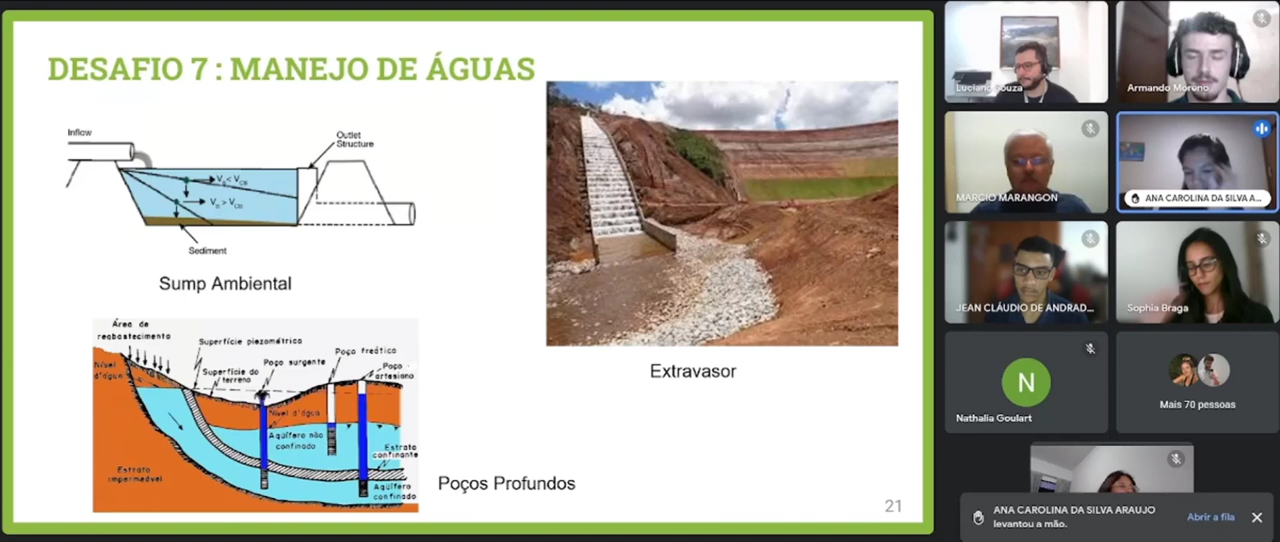 DESAFIO 7 : MANEJO DE ÁGUAS
Inflow
Outlet
Structure
Sediment
Sump Ambiental
Área de
reabastecimento
Superfície piezométrica
Poço surgente
Poço freático
Poço
artesiano
Nível
d'água
Superfície do
terreno
Nível d'água
Aqüífero não
confinado
Estrato
confinante
Estrato
impermeável
Aqüífero
confinado
Extravasor
Poços Profundos
21
Luciano Souza
Armando Moreno
MARCIO MARANGON
ANA CAROLINA DA SILVA A...
JEAN CLÁUDIO DE ANDRAD...
Sophia Braga
N
Nathalia Goulart
Mais 70 pessoas
ANA CAROLINA DA SILVA ARAUJO
levantou a mão.
Abrir a fila